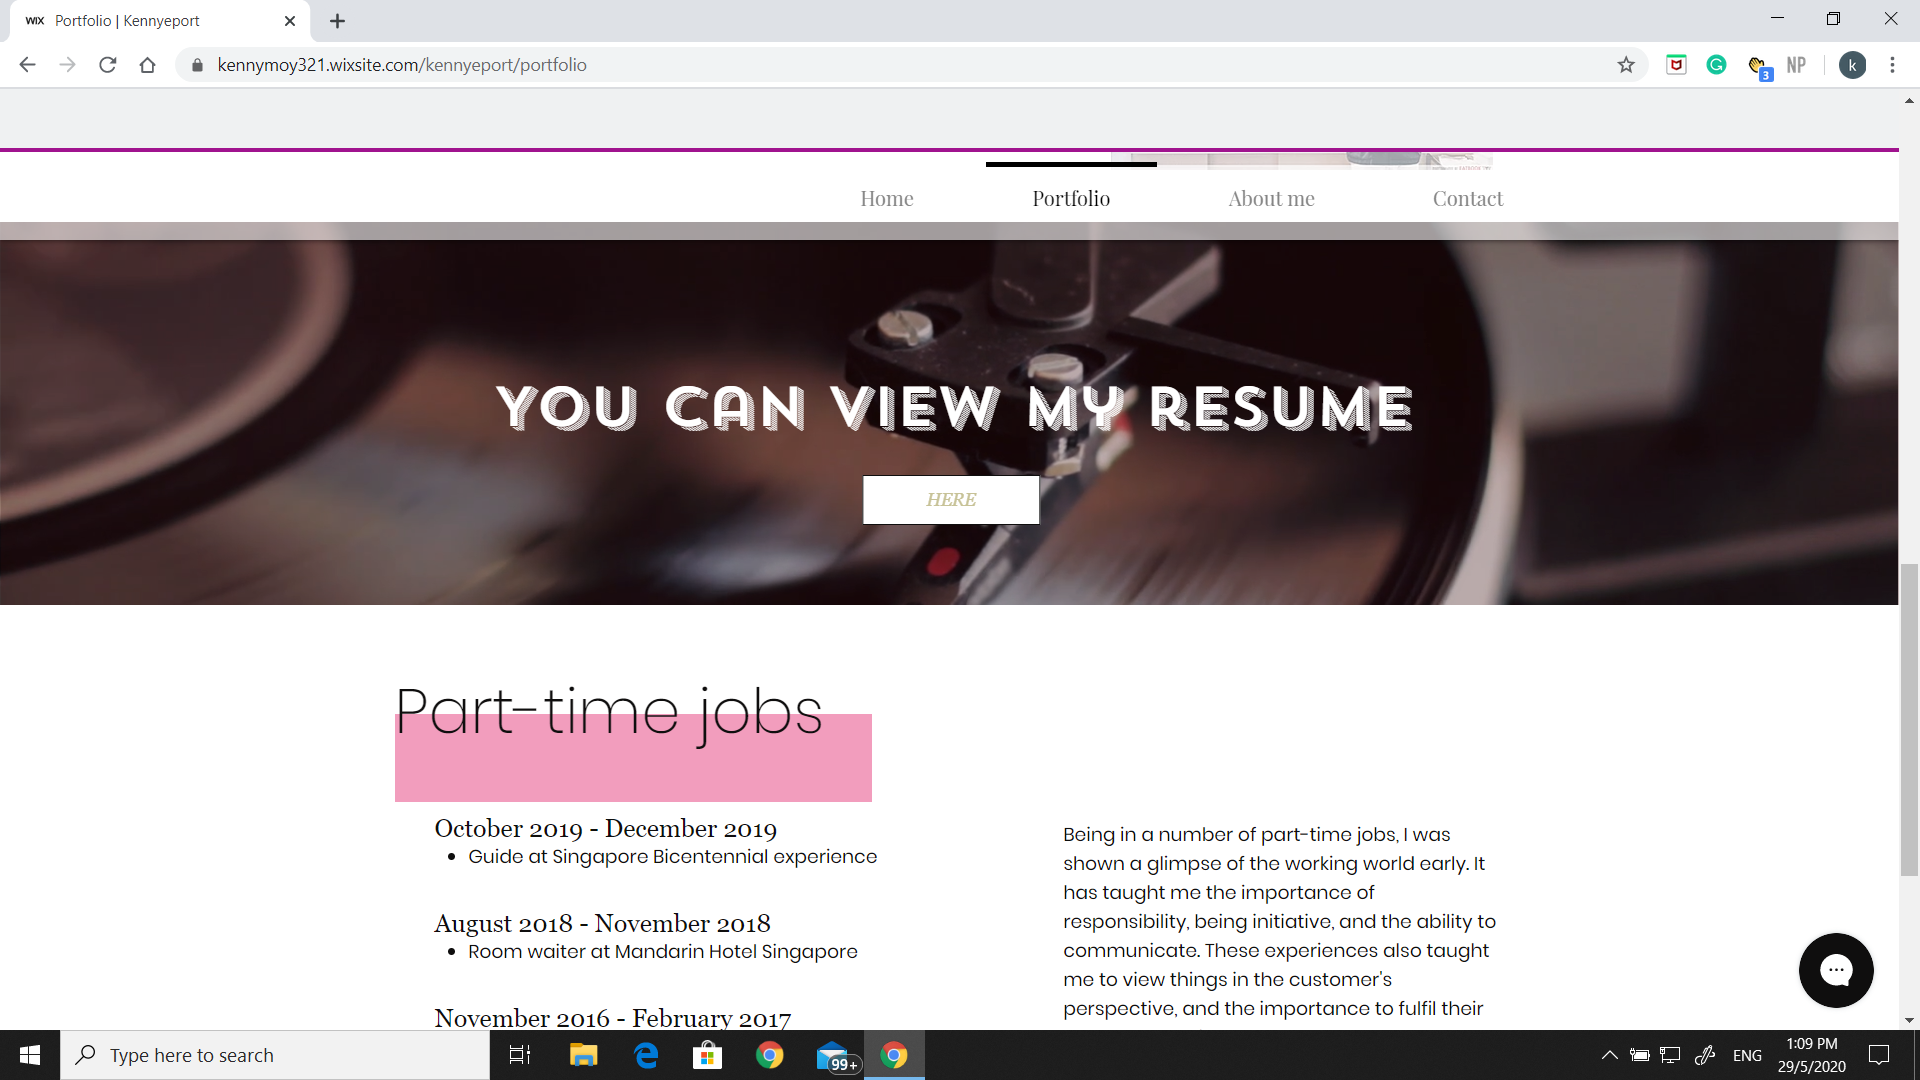 WIX Portfolio | Kennyeport
kennymoy321.wixsite.com/kennyeport/portfolio
3
NP
k
Home Portfolio About me Contact
YOU CAN VIEW MY RESUME
HERE
Part-time jobs
October 2019 - December 2019
• Guide at Singapore Bicentennial experience
August 2018 - November 2018
• Room waiter at Mandarin Hotel Singapore
November 2016 - February 2017
Being in a number of part-time jobs, I was
shown a glimpse of the working world early. It
has taught me the importance of
responsibility, being initiative, and the ability to
communicate. These experiences also taught
me to view things in the customer's
perspective, and the importance to fulfil their
Type here to search
99+
ENG
1:09 PM
29/5/2020